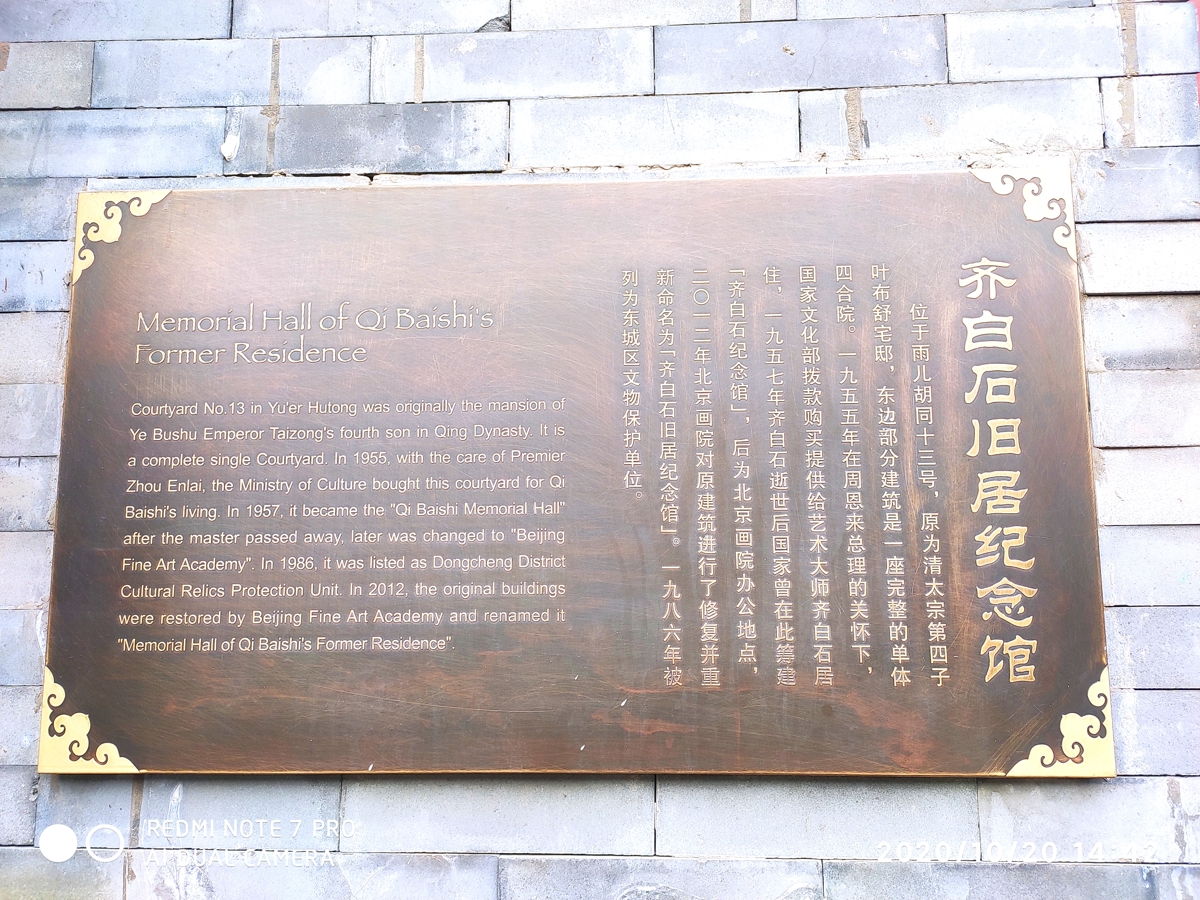 Memorial Hall of Qi Baishi's
Former Residence
Courtyard No.13 in Yu'er Hutong was originally the mansion of
Ye Bushu Emperor Taizong's fourth son in Qing Dynasty. It is
a complete single Courtyard. In 1955, with the care of Premier
Zhou Enlai, the Ministry of Culture bought this courtyard for Qi
Baishi's living. In 1957, it became the "Qi Baishi Memorial Hall"
after the master passed away, later was changed to "Beijing
Fine Art Academy". In 1986, it was listed as Dongcheng District
Cultural Relics Protection Unit. In 2012, the original buildings
were restored by Beijing Fine Art Academy and renamed it
"Memorial Hall of Qi Baishi's Former Residence".
齐白石旧居纪念馆
位于雨儿胡同十三号，原为清太宗第四子
叶布舒宅邸，东边部分建筑是一座完整的单体
四合院。一九五五年在周恩来总理的关怀下，
国家文化部拨款购买提供给艺术大师齐白石居
住，一九五七年齐白石逝世后国家曾在此筹建
「齐白石纪念馆」，后为北京画院办公地点，
二〇一二年北京画院对原建筑进行了修复并重
新命名为「齐白石旧居纪念馆」。一九八六年被
列为东城区文物保护单位。
REDMI NOTE 7 PRO
AI DUAL CAMERA
2020/10/20 14:42